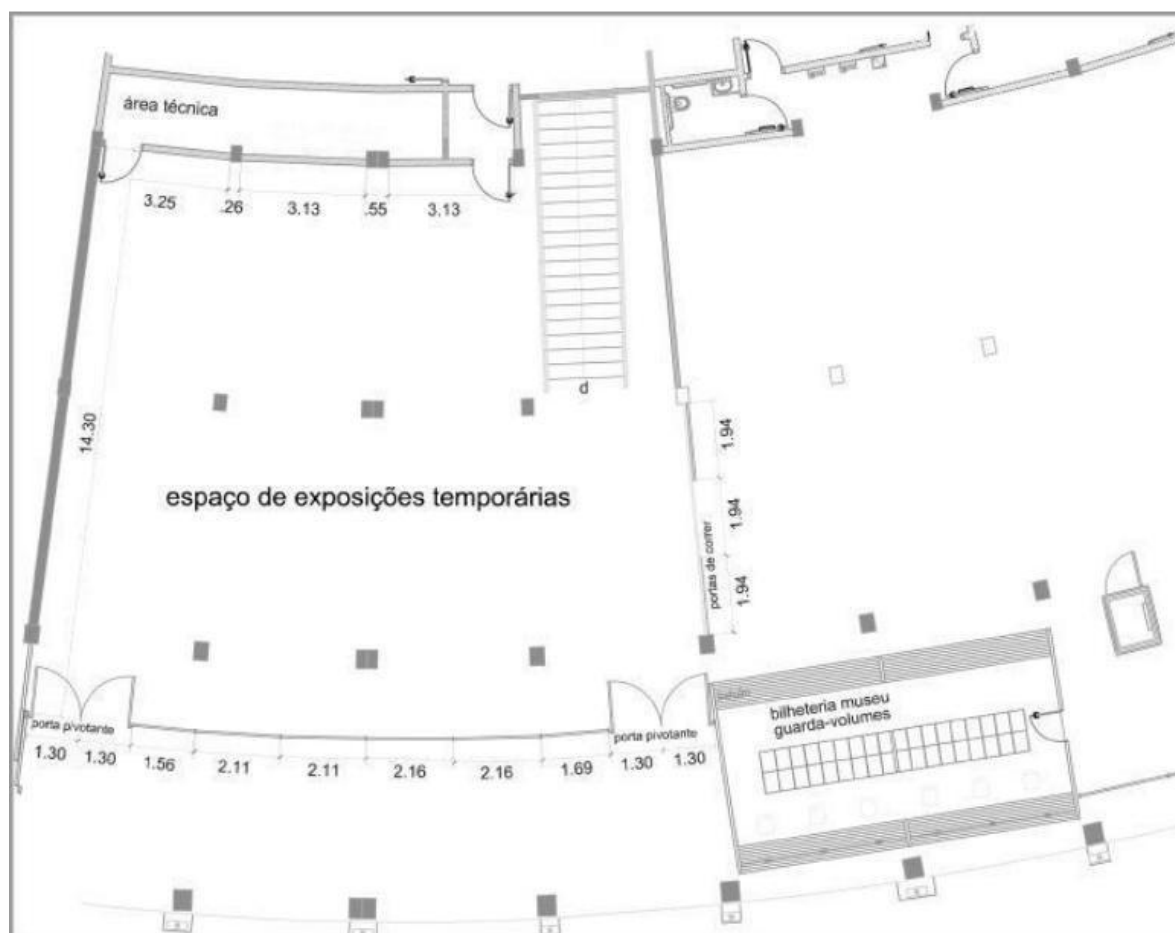 área técnica
3.25
.26
3.13
.55
3.13
d
14.30
1.94
espaço de exposições temporárias
1.94
portas de correr
1.94
balcão
bilheteria museu
guarda-volumes
porta pivotante
porta pivotante
1.30
1.30
1.56
2.11
2.11
2.16
2.16
1.69
1.30
1.30